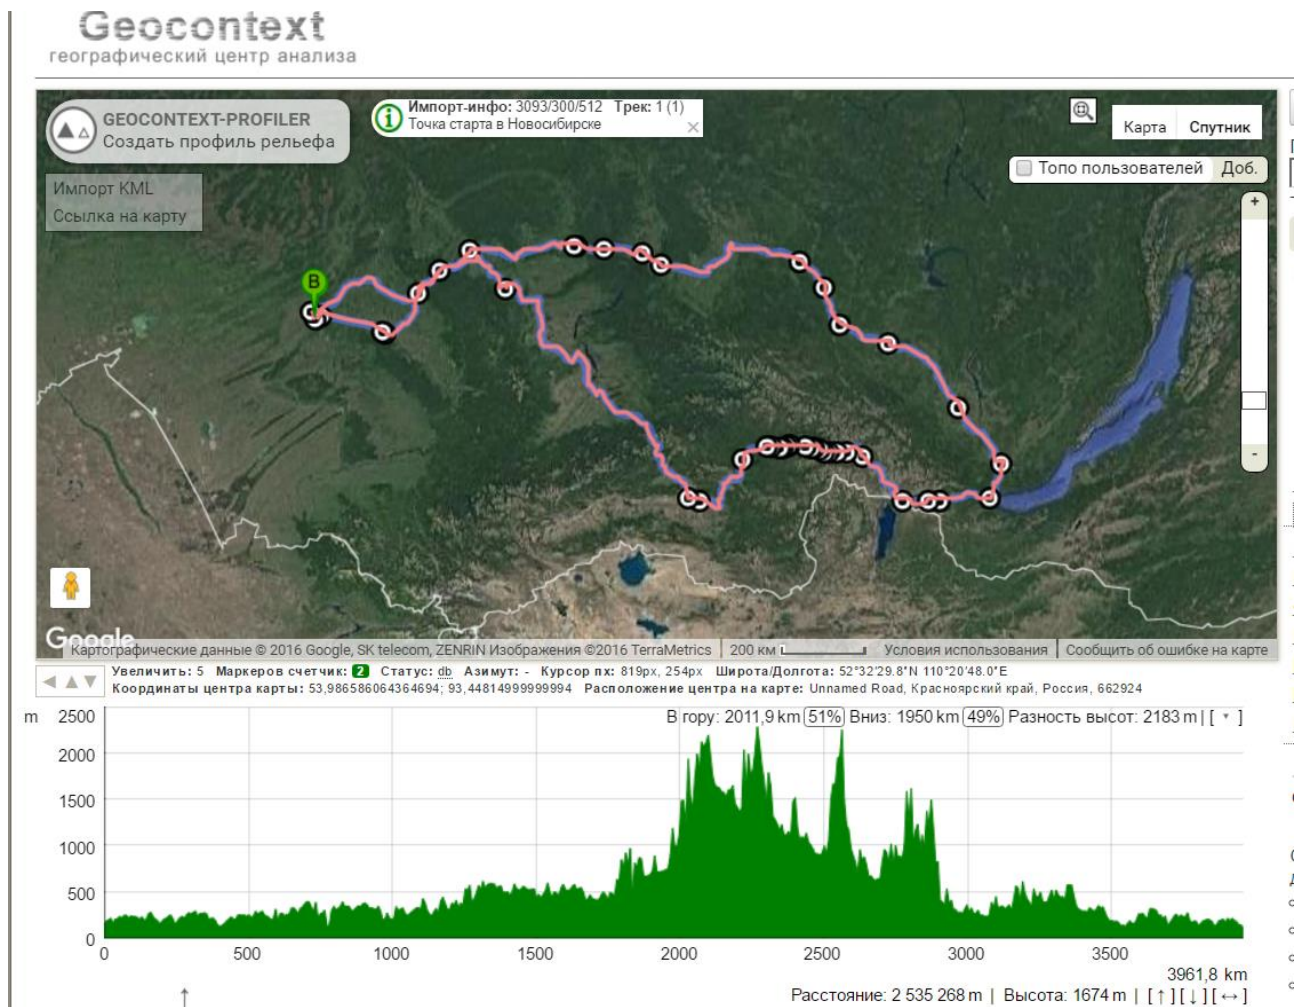 Geocontext
географический центр анализа
GEOCONTEXT-PROFILER
Создать профиль рельефа
Импорт-инфо: 3093/300/512 Трек: 1 (1)
Точка старта в Новосибирске
Карта Спутник
Топо пользователей Доб.
Импорт KML
Ссылка на карту
+
B
-
Google
Картографические данные © 2016 Google, SK telecom, ZENRIN Изображения ©2016 TerraMetrics 200 км Условия использования Сообщить об ошибке на карте
Увеличить: 5 Маркеров счетчик: 2 Статус: db Азимут: - Курсор пх: 819px, 254px Широта/Долгота: 52°32'29.8"N 110°20'48.0"E
Координаты центра карты: 53,986586064364694; 93,44814999999994 Расположение центра на карте: Unnamed Road, Красноярский край, Россия, 662924
m 2500
В гору: 2011,9 km 51% Вниз: 1950 km 49% Разность высот: 2183 m | [ ▾ ]
2000
1500
1000
500
0
0 500 1000 1500 2000 2500 3000 3500
3961,8 km
↑
Расстояние: 2 535 268 m | Высота: 1674 m | [↑] [↓] [↔]